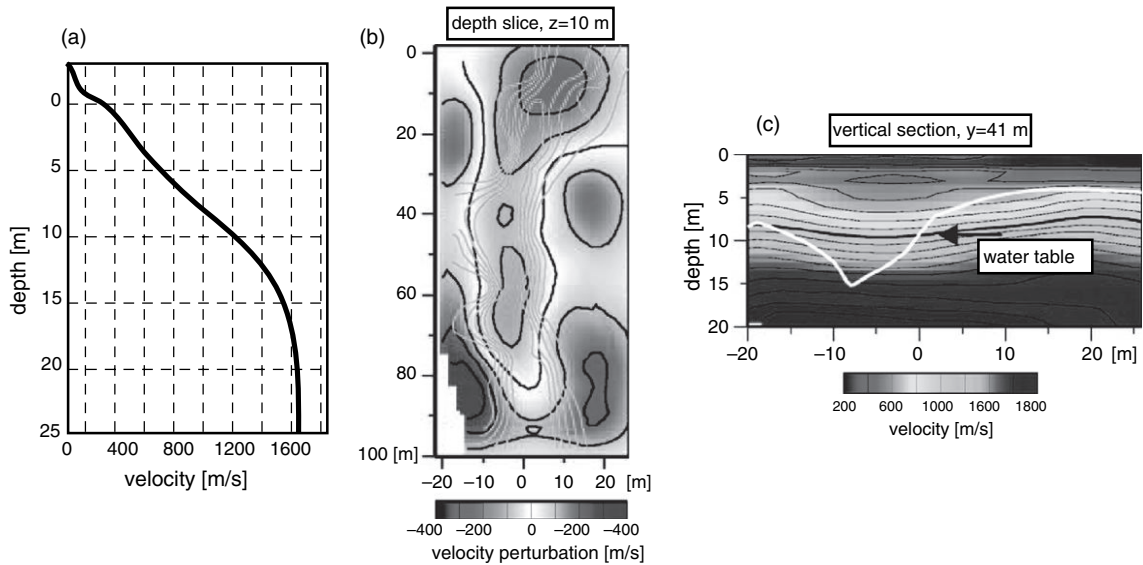 (a)
0
5
10
15
20
25
depth [m]
0 400 800 1200 1600
velocity [m/s]
(b)
depth slice, z=10 m
0
20
40
60
80
100 [m]
−20 −10 0 10 20 [m]
−400 −200 0 −200 −400
velocity perturbation [m/s]
(c)
vertical section, y=41 m
0
5
10
15
20
depth [m]
water table
−20 −10 0 10 20 [m]
200 600 1000 1600 1800
velocity [m/s]